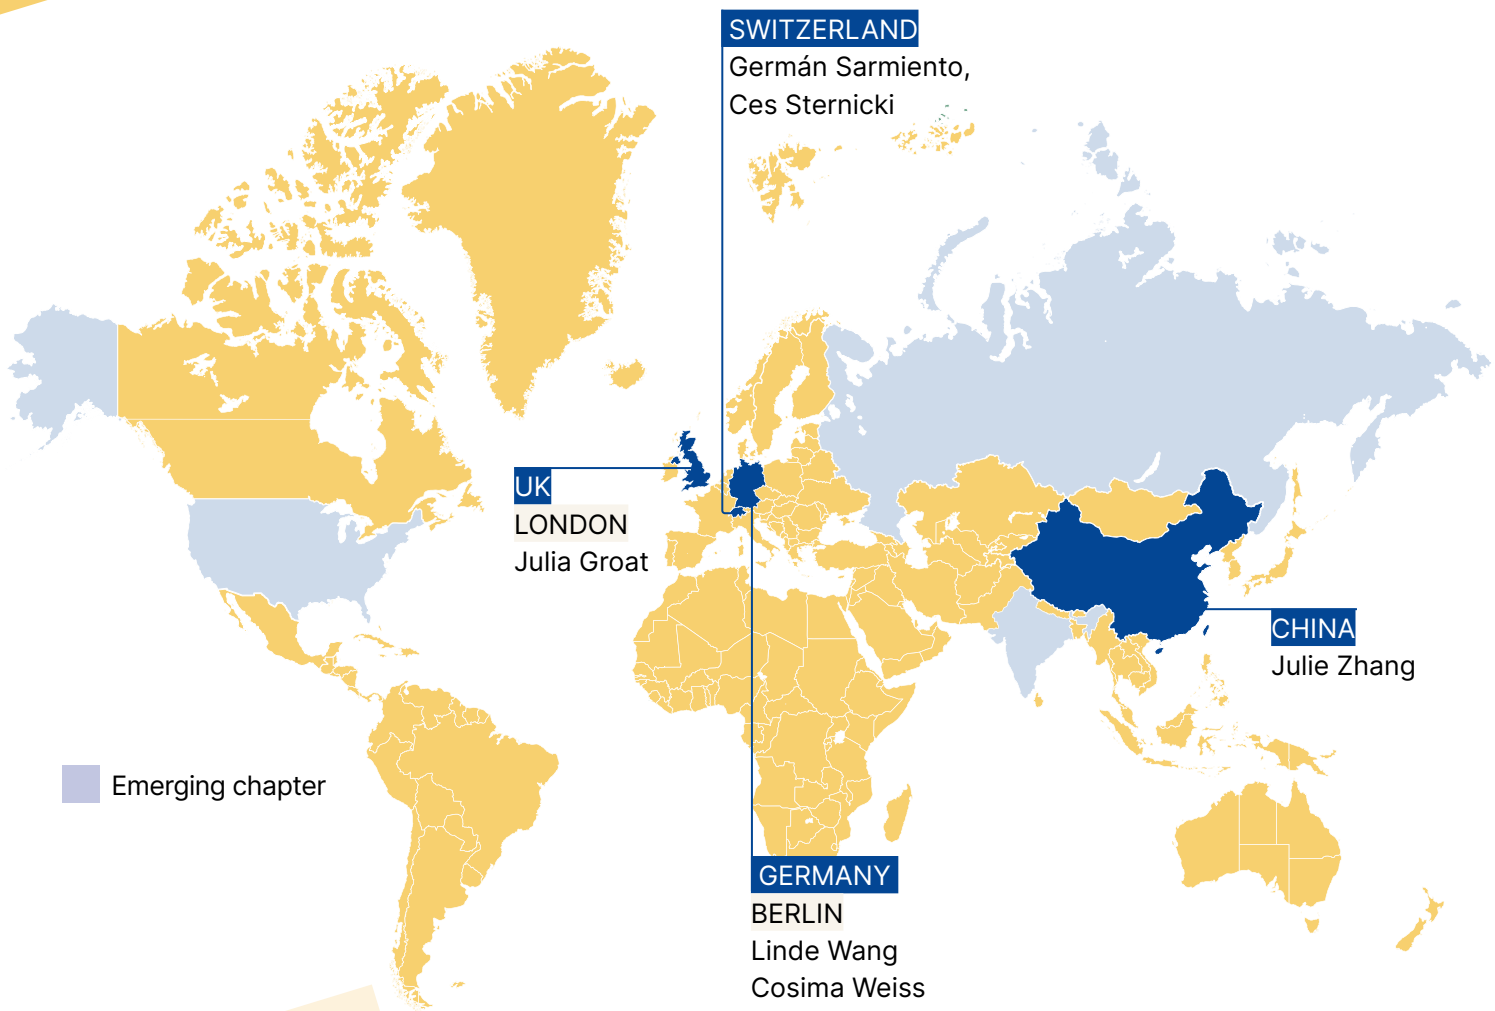 SWITZERLAND
Germán Sarmiento,
Ces Sternicki
UK
LONDON
Julia Groat
CHINA
Julie Zhang
Emerging chapter
GERMANY
BERLIN
Linde Wang
Cosima Weiss